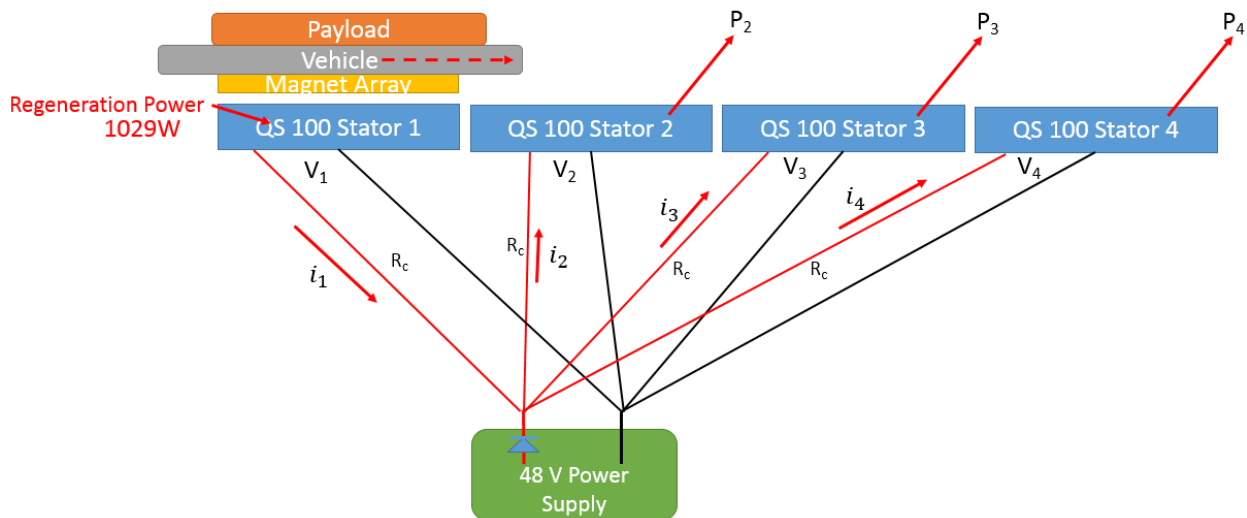 Payload
Vehicle
Magnet Array
Regeneration Power
1029W
P2
P3
P4
QS 100 Stator 1
QS 100 Stator 2
QS 100 Stator 3
QS 100 Stator 4
V1
V2
V3
V4
i1
Rc
Rc
i2
i3
Rc
i4
Rc
48 V Power
Supply